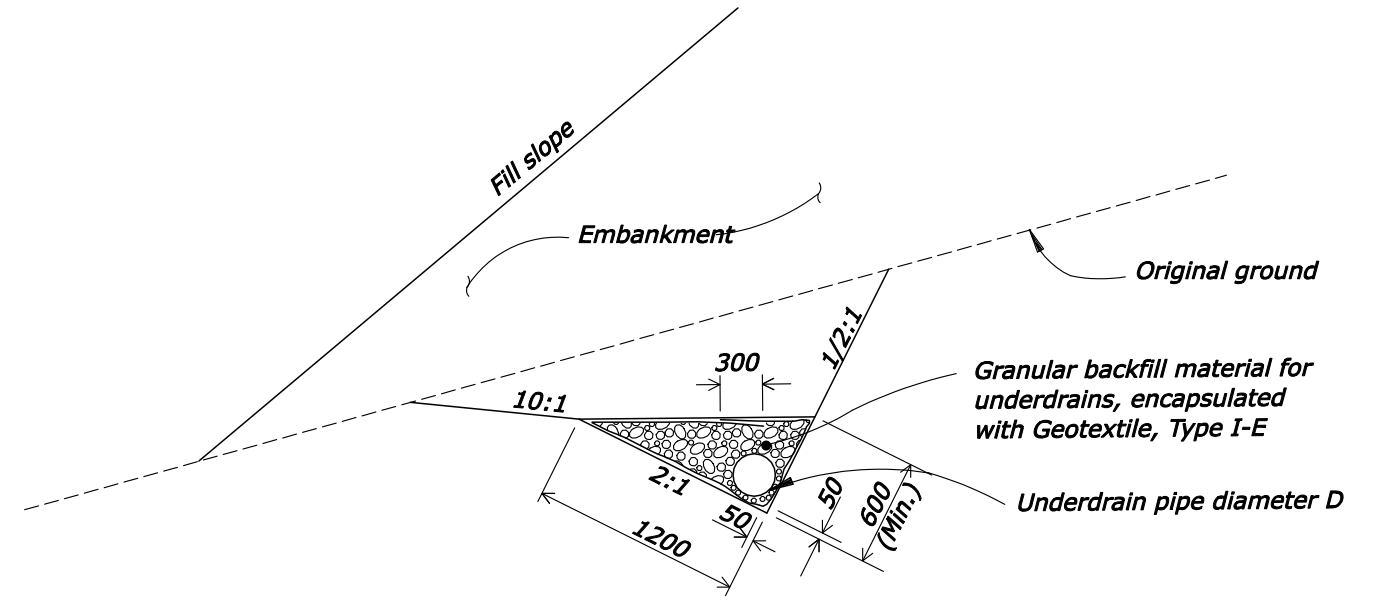 Fill slope
Embankment
Original ground
1/2:1
300
10:1
Granular backfill material for
underdrains, encapsulated
with Geotextile, Type I-E
2:1
50
600
(Min.)
Underdrain pipe diameter D
50
1200